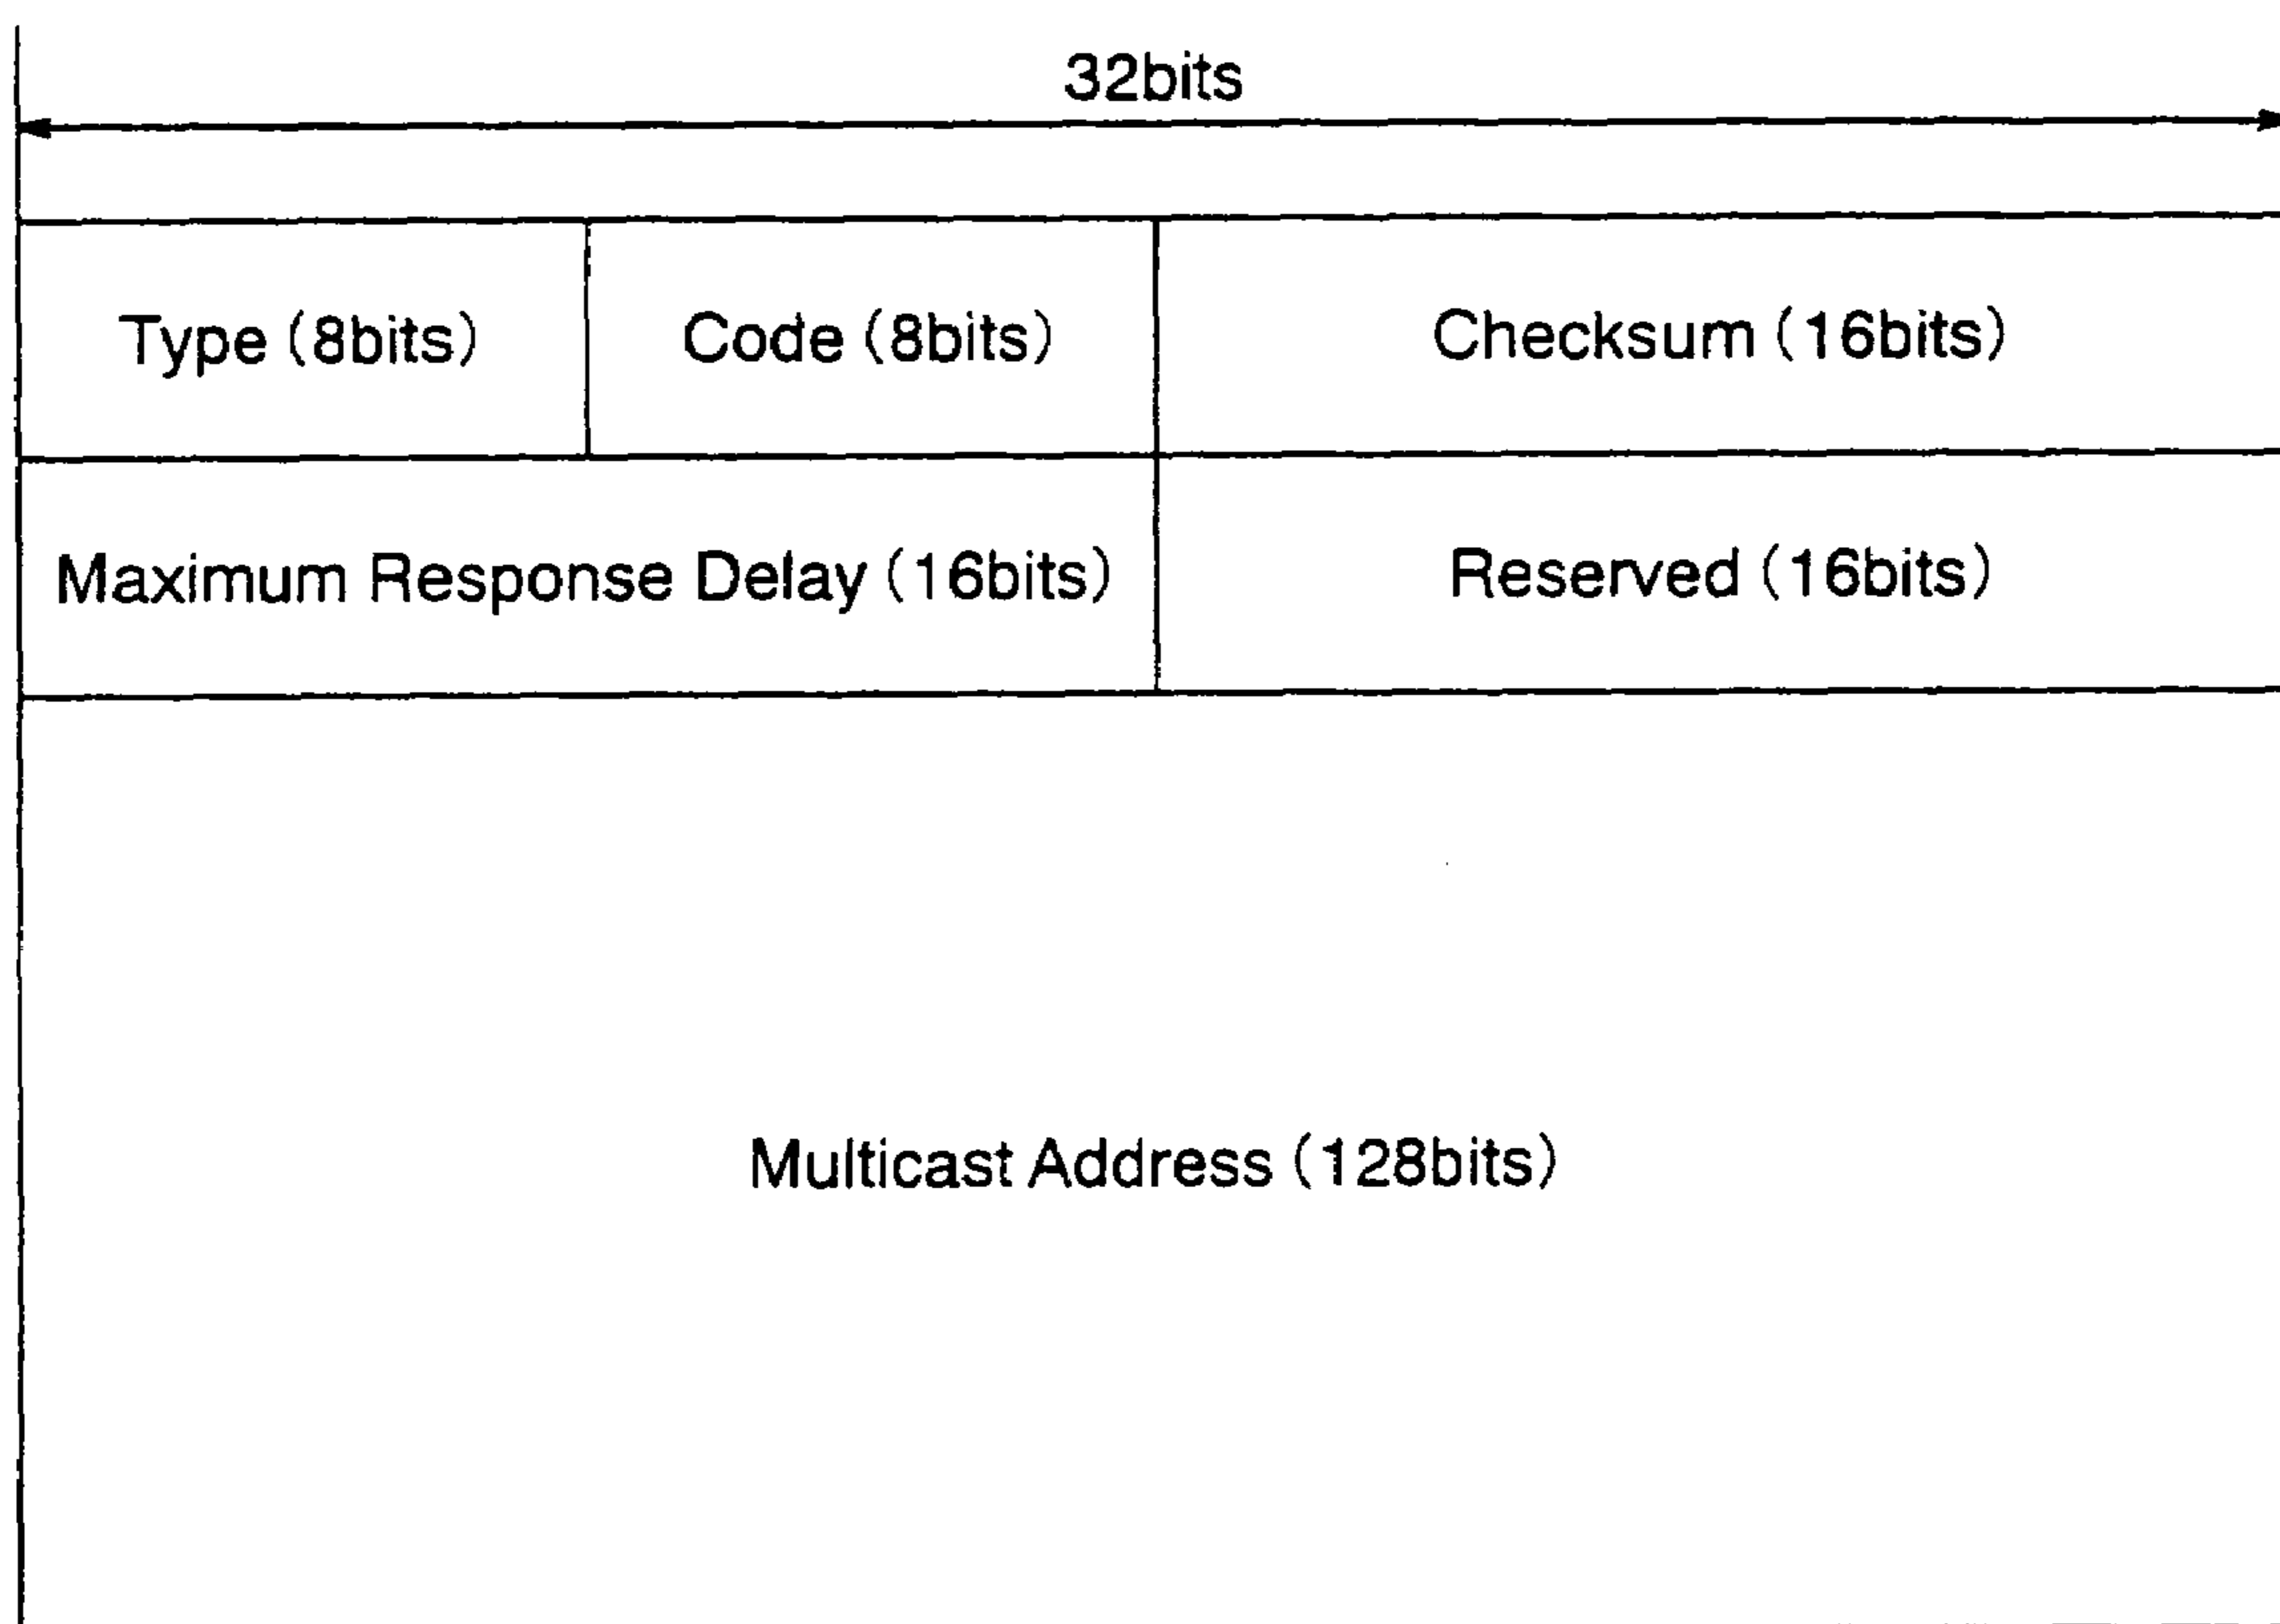 32bits
Type (8bits)
Code (8bits)
Checksum (16bits)
Maximum Response Delay (16bits)
Reserved (16bits)
Multicast Address (128bits)